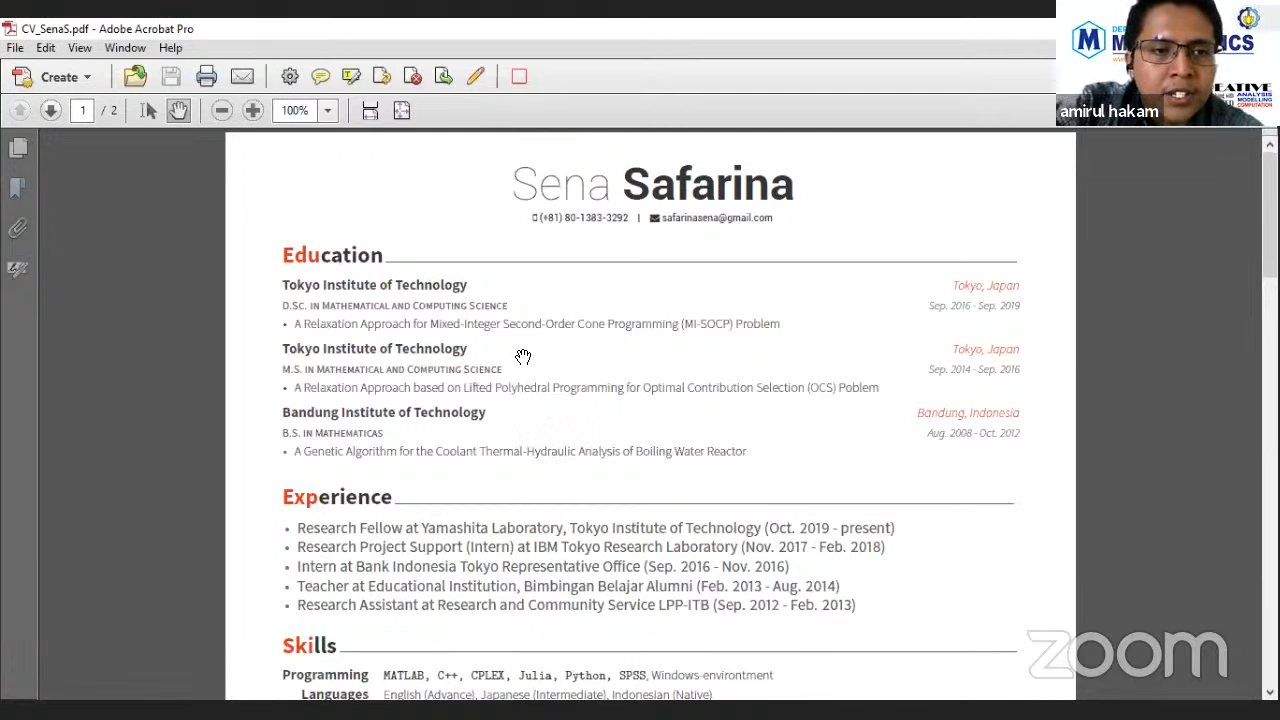 CV_SenaS.pdf - Adobe Acrobat Pro
File Edit View Window Help
Create
1 / 2 100%
amirul hakam
EATIVE
ANALYSIS
MODELLING
COMPUTATION
Sena Safarina
(+81) 80-1383-3292 | safarinasena@gmail.com
Education
Tokyo Institute of Technology Tokyo, Japan
D.Sc. in Mathematical and Computing Science Sep. 2016 - Sep. 2019
• A Relaxation Approach for Mixed-Integer Second-Order Cone Programming (MI-SOCP) Problem
Tokyo Institute of Technology Tokyo, Japan
M.S. in Mathematical and Computing Science Sep. 2014 - Sep. 2016
• A Relaxation Approach based on Lifted Polyhedral Programming for Optimal Contribution Selection (OCS) Poblem
Bandung Institute of Technology Bandung, Indonesia
B.S. in Mathematicas Aug. 2008 - Oct. 2012
• A Genetic Algorithm for the Coolant Thermal-Hydraulic Analysis of Boiling Water Reactor
Experience
• Research Fellow at Yamashita Laboratory, Tokyo Institute of Technology (Oct. 2019 - present)
• Research Project Support (Intern) at IBM Tokyo Research Laboratory (Nov. 2017 - Feb. 2018)
• Intern at Bank Indonesia Tokyo Representative Office (Sep. 2016 - Nov. 2016)
• Teacher at Educational Institution, Bimbingan Belajar Alumni (Feb. 2013 - Aug. 2014)
• Research Assistant at Research and Community Service LPP-ITB (Sep. 2012 - Feb. 2013)
Skills
Programming MATLAB, C++, CPLEX, Julia, Python, SPSS, Windows-environtment
Languages English (Advance), Japanese (Intermediate), Indonesian (Native)
zoom